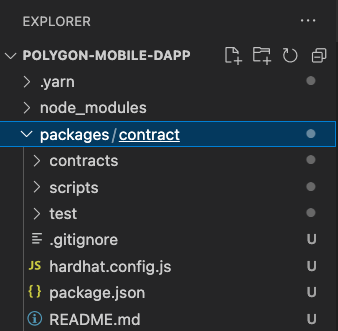 EXPLORER
POLYGON-MOBILE-DAPP
.yarn
node_modules
packages/contract
contracts
scripts
test
.gitignore U
JS hardhat.config.js U
{} package.json U
README.md U